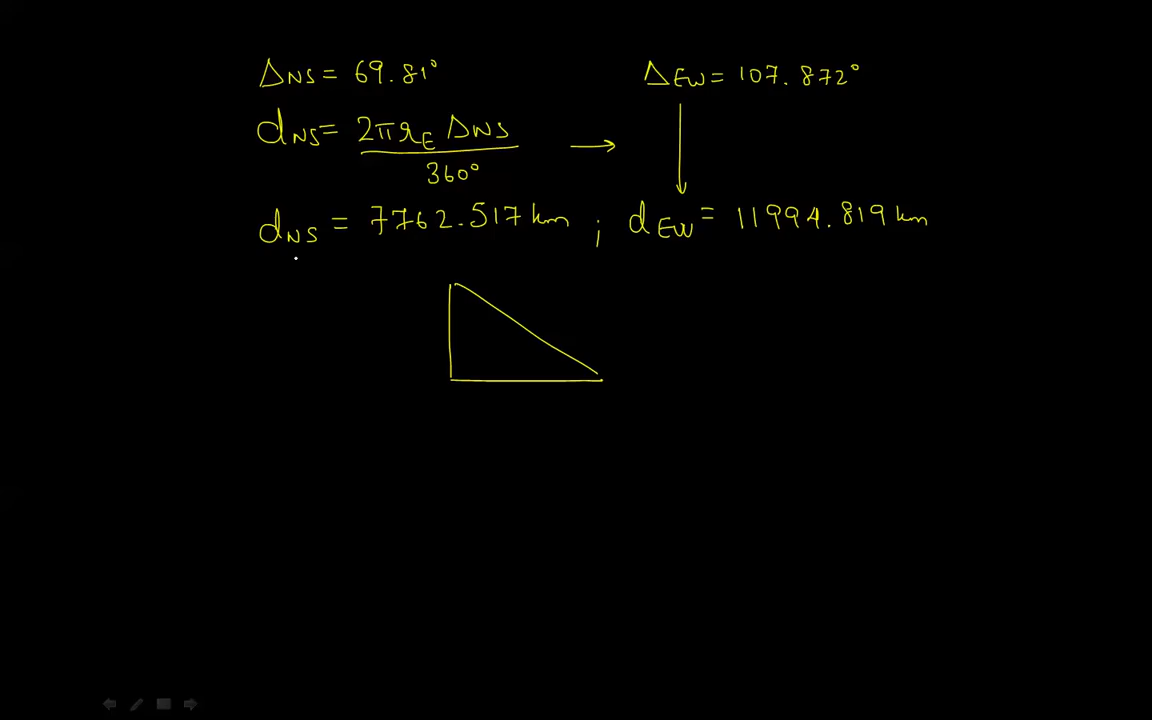 ΔNS = 69.81°
ΔEW = 107.872°
dNS = 2πrE ΔNS / 360° →
dNS = 7762.517 km ; dEW = 11994.819 km